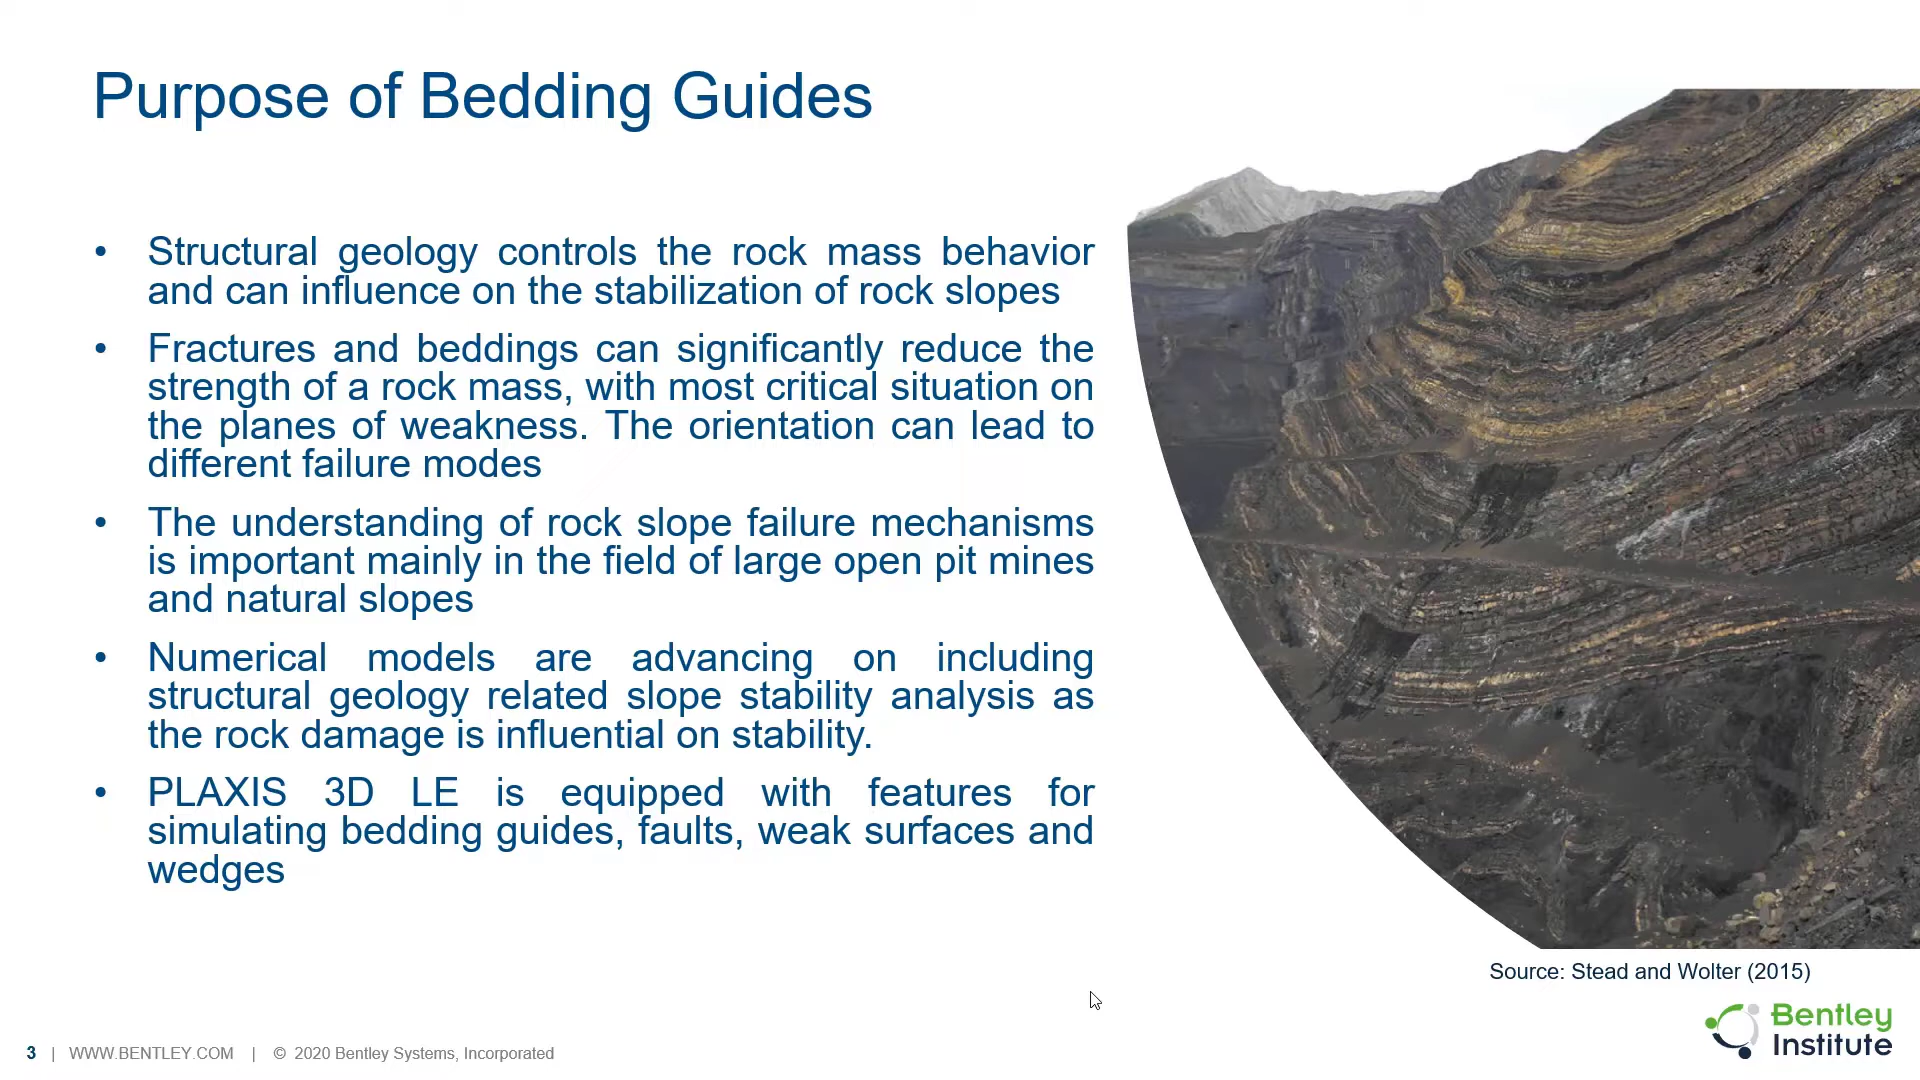 Purpose of Bedding Guides
• Structural geology controls the rock mass behavior
and can influence on the stabilization of rock slopes
• Fractures and beddings can significantly reduce the
strength of a rock mass, with most critical situation on
the planes of weakness. The orientation can lead to
different failure modes
• The understanding of rock slope failure mechanisms
is important mainly in the field of large open pit mines
and natural slopes
• Numerical models are advancing on including
structural geology related slope stability analysis as
the rock damage is influential on stability.
• PLAXIS 3D LE is equipped with features for
simulating bedding guides, faults, weak surfaces and
wedges
Source: Stead and Wolter (2015)
Bentley
Institute
3 | WWW.BENTLEY.COM | © 2020 Bentley Systems, Incorporated